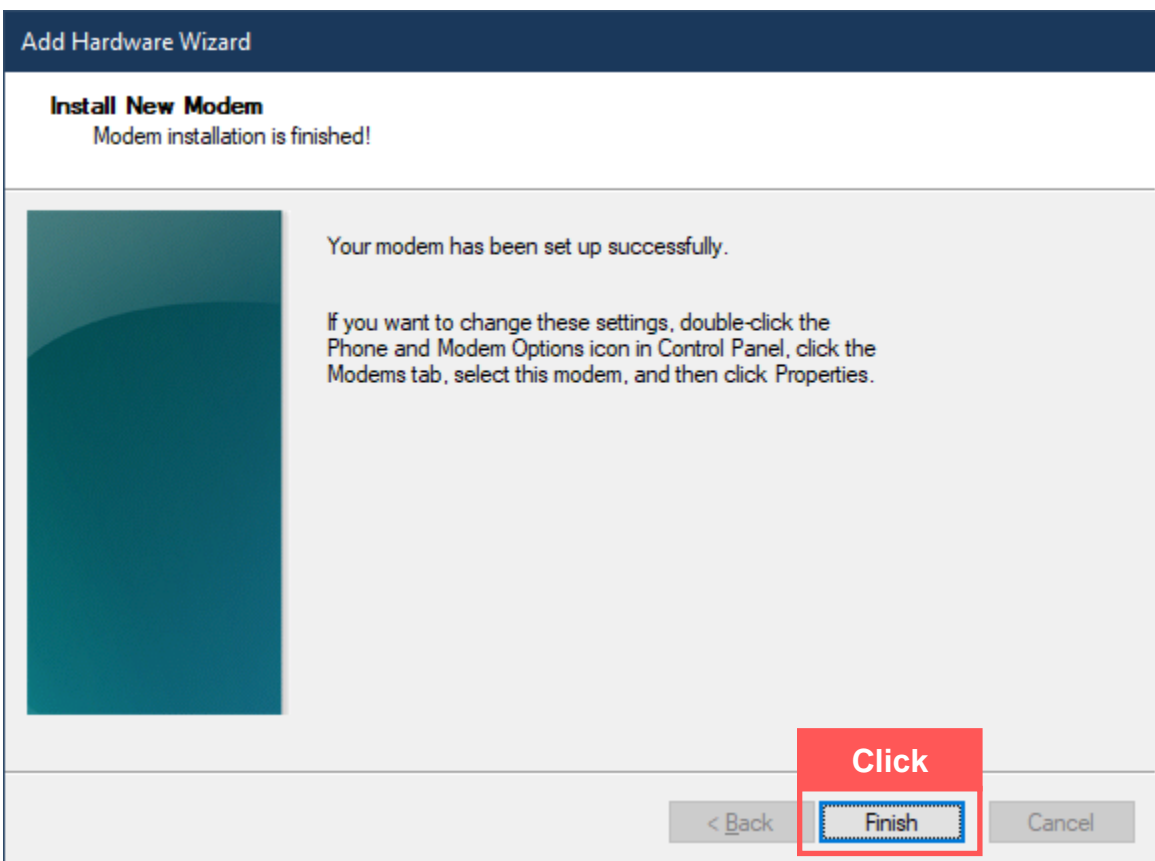 Add Hardware Wizard
Install New Modem
Modem installation is finished!
Your modem has been set up successfully.
If you want to change these settings, double-click the
Phone and Modem Options icon in Control Panel, click the
Modems tab, select this modem, and then click Properties.
Click
< Back
Finish
Cancel